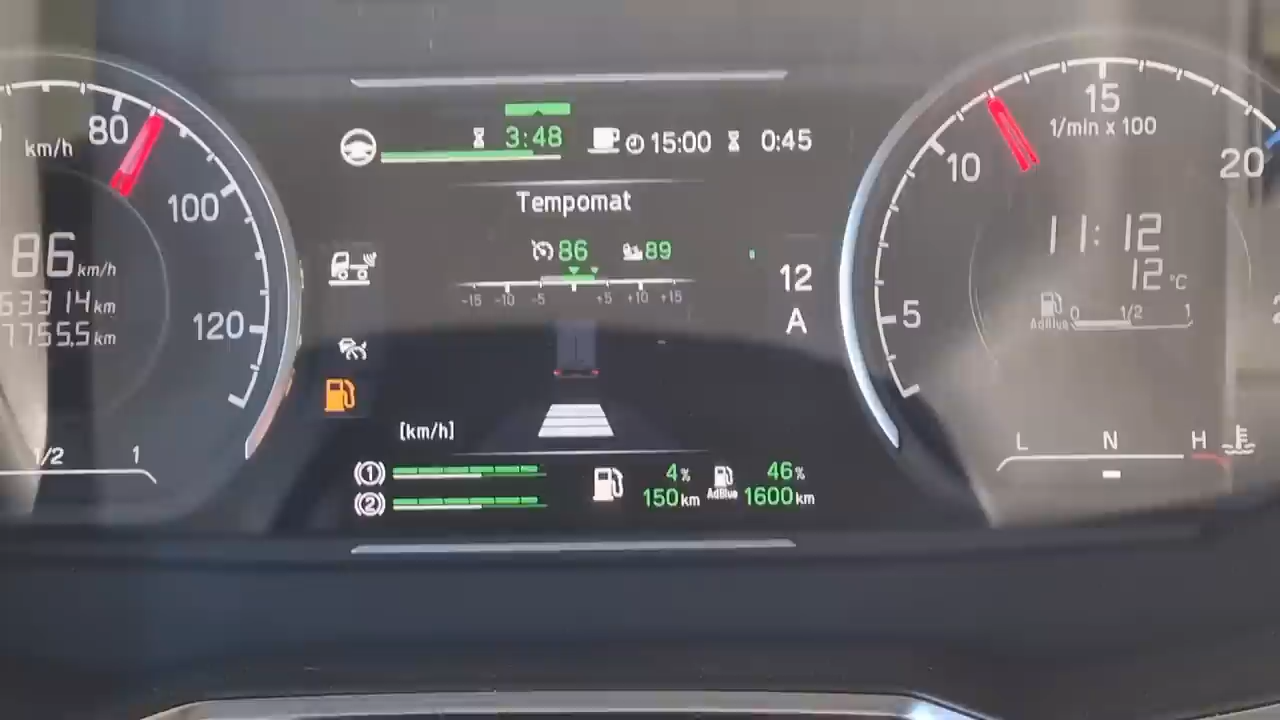 80
km/h
100
120
86 km/h
63314 km
77555 km
1/2 1
3:48 15:00 0:45
Tempomat
86 89
-15 -10 -5 +5 +10 +15
12
A
[km/h]
(1)
(2)
4%
150 km
AdBlue
46%
1600 km
5
10
15
20
1/min x 100
11:12
12 °C
AdBlue 0 1/2 1
L N H